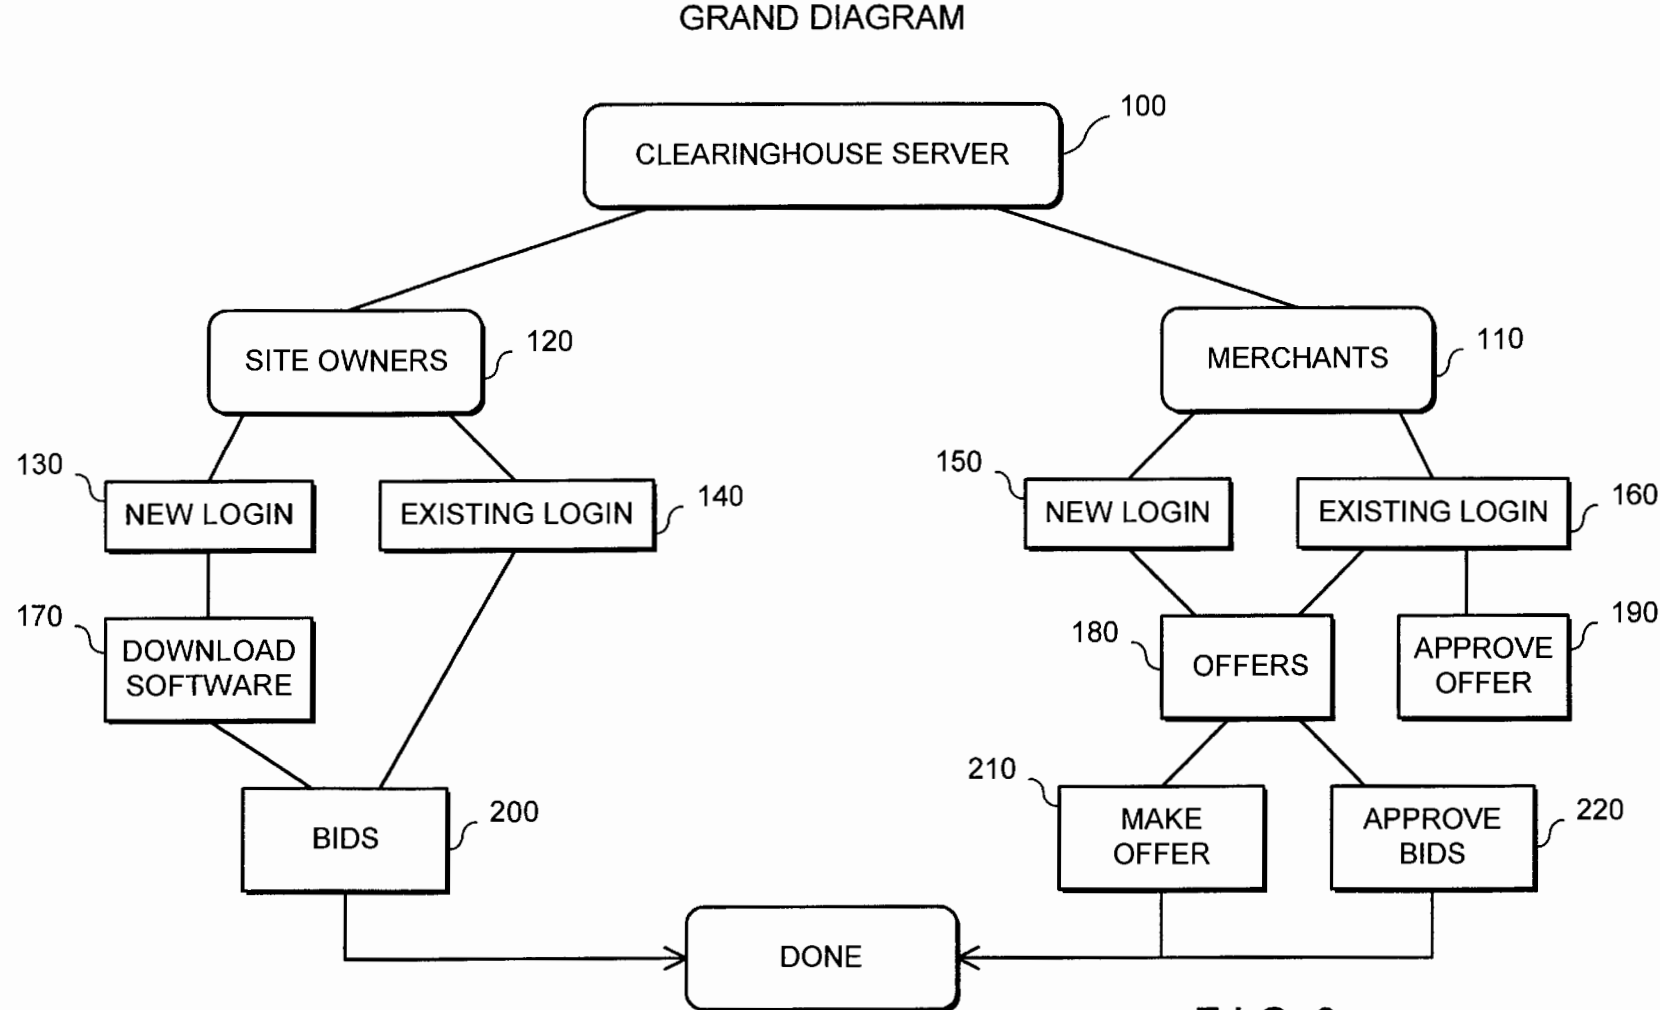 GRAND DIAGRAM
100
CLEARINGHOUSE SERVER
120
SITE OWNERS
110
MERCHANTS
130
NEW LOGIN
140
EXISTING LOGIN
150
NEW LOGIN
160
EXISTING LOGIN
170
DOWNLOAD
SOFTWARE
180
OFFERS
190
APPROVE
OFFER
200
BIDS
210
MAKE
OFFER
220
APPROVE
BIDS
DONE